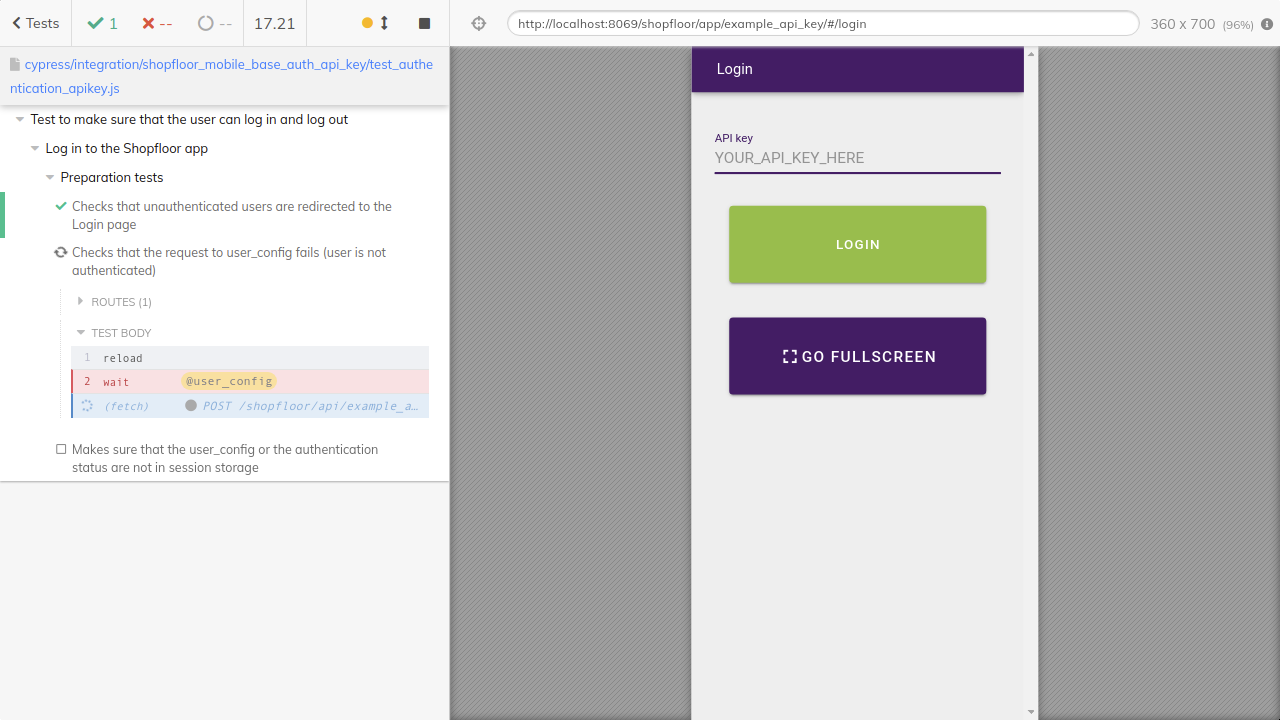 Tests
1
--
--
17.21
http://localhost:8069/shopfloor/app/example_api_key/#/login
360 x 700 (96%)
cypress/integration/shopfloor_mobile_base_auth_api_key/test_authe
ntication_apikey.js
Test to make sure that the user can log in and log out
Log in to the Shopfloor app
Preparation tests
Checks that unauthenticated users are redirected to the
Login page
Checks that the request to user_config fails (user is not
authenticated)
ROUTES (1)
TEST BODY
1 reload
2 wait @user_config
(fetch) POST /shopfloor/api/example_a…
Makes sure that the user_config or the authentication
status are not in session storage
Login
API key
YOUR_API_KEY_HERE
LOGIN
GO FULLSCREEN